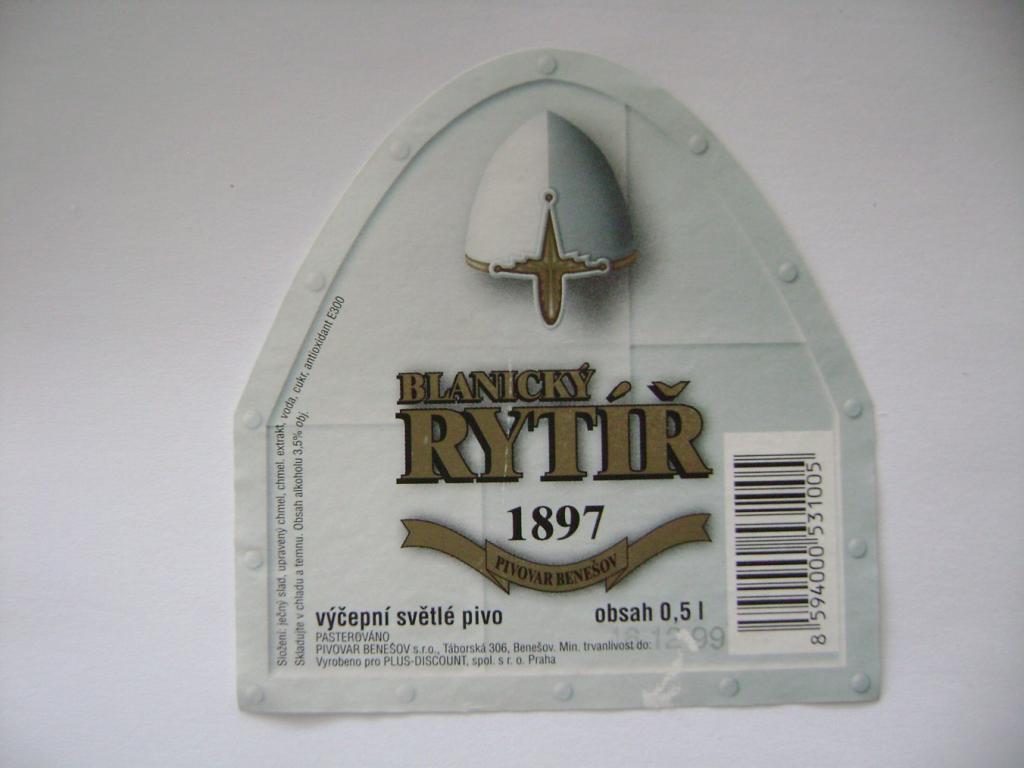 BLANICKÝ
RYTÍŘ
1897
PIVOVAR BENEŠOV
výčepní světlé pivo
obsah 0,5 l
PASTEROVÁNO
PIVOVAR BENEŠOV s.r.o., Táborská 306, Benešov. Min. trvanlivost do: 16.12.99
Vyrobeno pro PLUS-DISCOUNT, spol. s r. o. Praha
Složení: ječný slad, upravený chmel, chmel. extrakt, voda, cukr, antioxidant E300
Skladujte v chladu a temnu. Obsah alkoholu 3,5% obj.
8 594000 531005